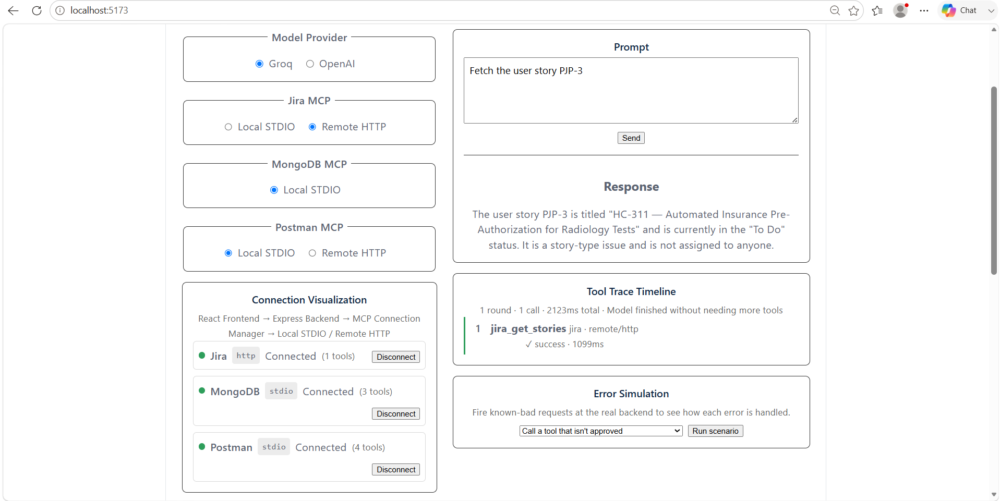 localhost:5173
Chat
Model Provider
Groq OpenAI
Jira MCP
Local STDIO Remote HTTP
MongoDB MCP
Local STDIO
Postman MCP
Local STDIO Remote HTTP
Connection Visualization
React Frontend → Express Backend → MCP Connection
Manager → Local STDIO / Remote HTTP
Jira http Connected (1 tools) Disconnect
MongoDB stdio Connected (3 tools)
Disconnect
Postman stdio Connected (4 tools)
Disconnect
Prompt
Fetch the user story PJP-3
Send
Response
The user story PJP-3 is titled "HC-311 — Automated Insurance Pre-
Authorization for Radiology Tests" and is currently in the "To Do"
status. It is a story-type issue and is not assigned to anyone.
Tool Trace Timeline
1 round · 1 call · 2123ms total · Model finished without needing more tools
1 jira_get_stories jira · remote/http
✓ success · 1099ms
Error Simulation
Fire known-bad requests at the real backend to see how each error is handled.
Call a tool that isn't approved Run scenario